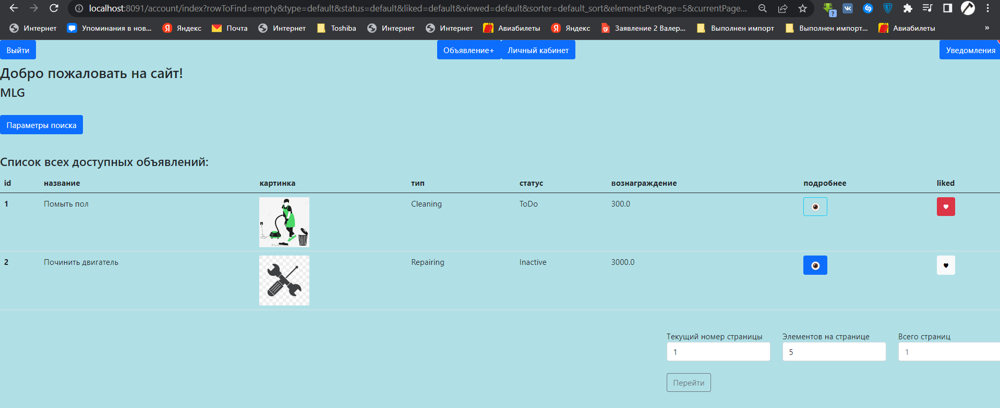 localhost:8091/account/index?rowToFind=empty&type=default&status=default&liked=default&viewed=default&sorter=default_sort&elementsPerPage=5&currentPage...
Интернет Упоминания в нов... Яндекс Почта Интернет Toshiba Интернет Интернет Авиабилеты Яндекс Заявление 2 Валер... Выполнен импорт Выполнен импорт... Авиабилеты »
Выйти Объявление+ Личный кабинет Уведомления
Добро пожаловать на сайт!
MLG
Параметры поиска
Список всех доступных объявлений:
id название картинка тип статус вознаграждение подробнее liked
1 Помыть пол Cleaning ToDo 300.0
2 Починить двигатель Repairing Inactive 3000.0
Текущий номер страницы Элементов на странице Всего страниц
1 5 1
Перейти